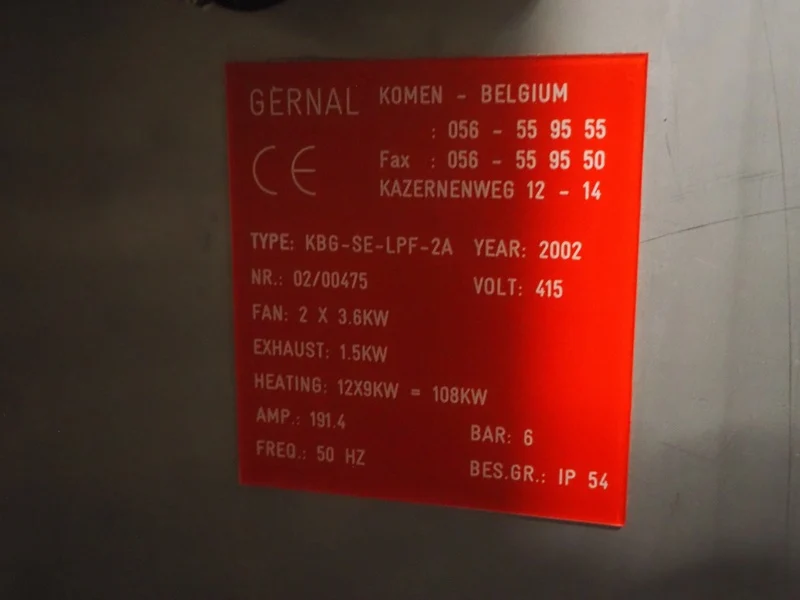 GERNAL KOMEN - BELGIUM
: 056 - 55 95 55
CE Fax : 056 - 55 95 50
KAZERNENWEG 12 - 14
TYPE: KBG-SE-LPF-2A YEAR: 2002
NR.: 02/00475 VOLT: 415
FAN: 2 X 3.6KW
EXHAUST: 1.5KW
HEATING: 12X9KW = 108KW
AMP.: 191.4 BAR: 6
FREQ.: 50 HZ BES.GR.: IP 54